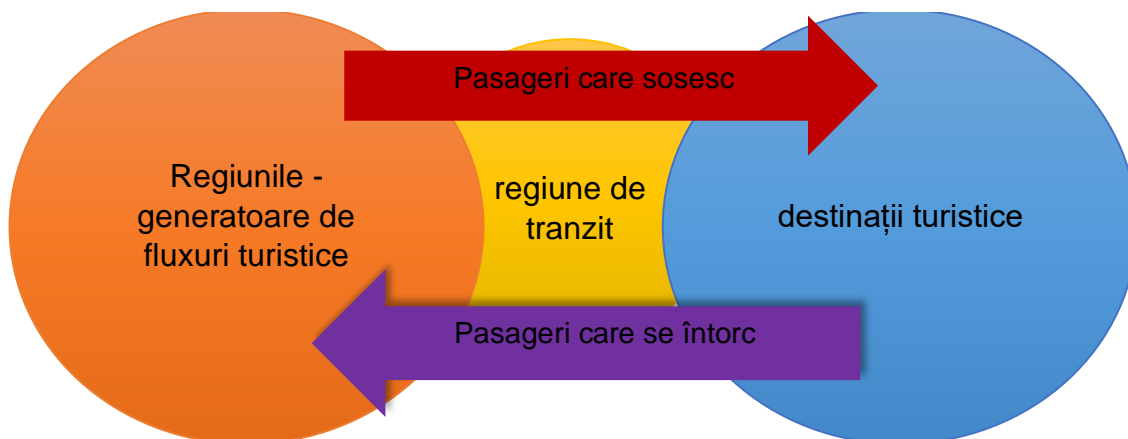 Pasageri care sosesc
Regiunile -
generatoare de
fluxuri turistice
regiune de
tranzit
destinații turistice
Pasageri care se întorc